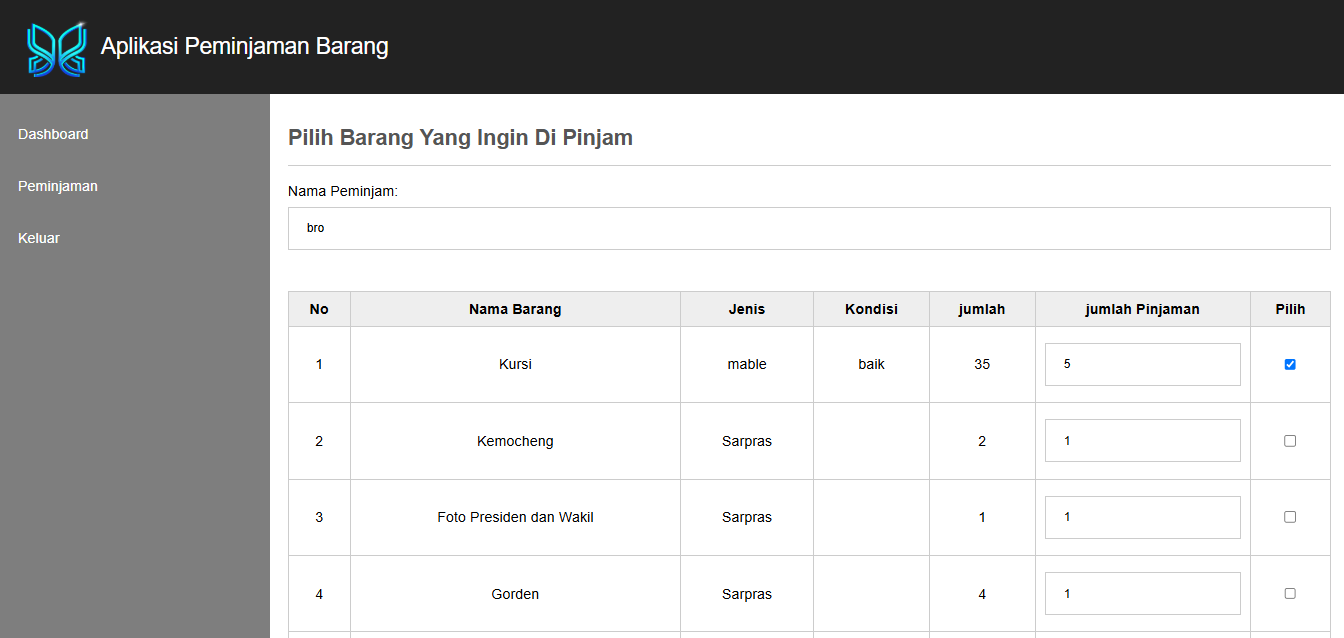 Aplikasi Peminjaman Barang
Dashboard
Peminjaman
Keluar
Pilih Barang Yang Ingin Di Pinjam
Nama Peminjam:
bro
No Nama Barang Jenis Kondisi jumlah jumlah Pinjaman Pilih
1 Kursi mable baik 35 5
2 Kemocheng Sarpras 2 1
3 Foto Presiden dan Wakil Sarpras 1 1
4 Gorden Sarpras 4 1